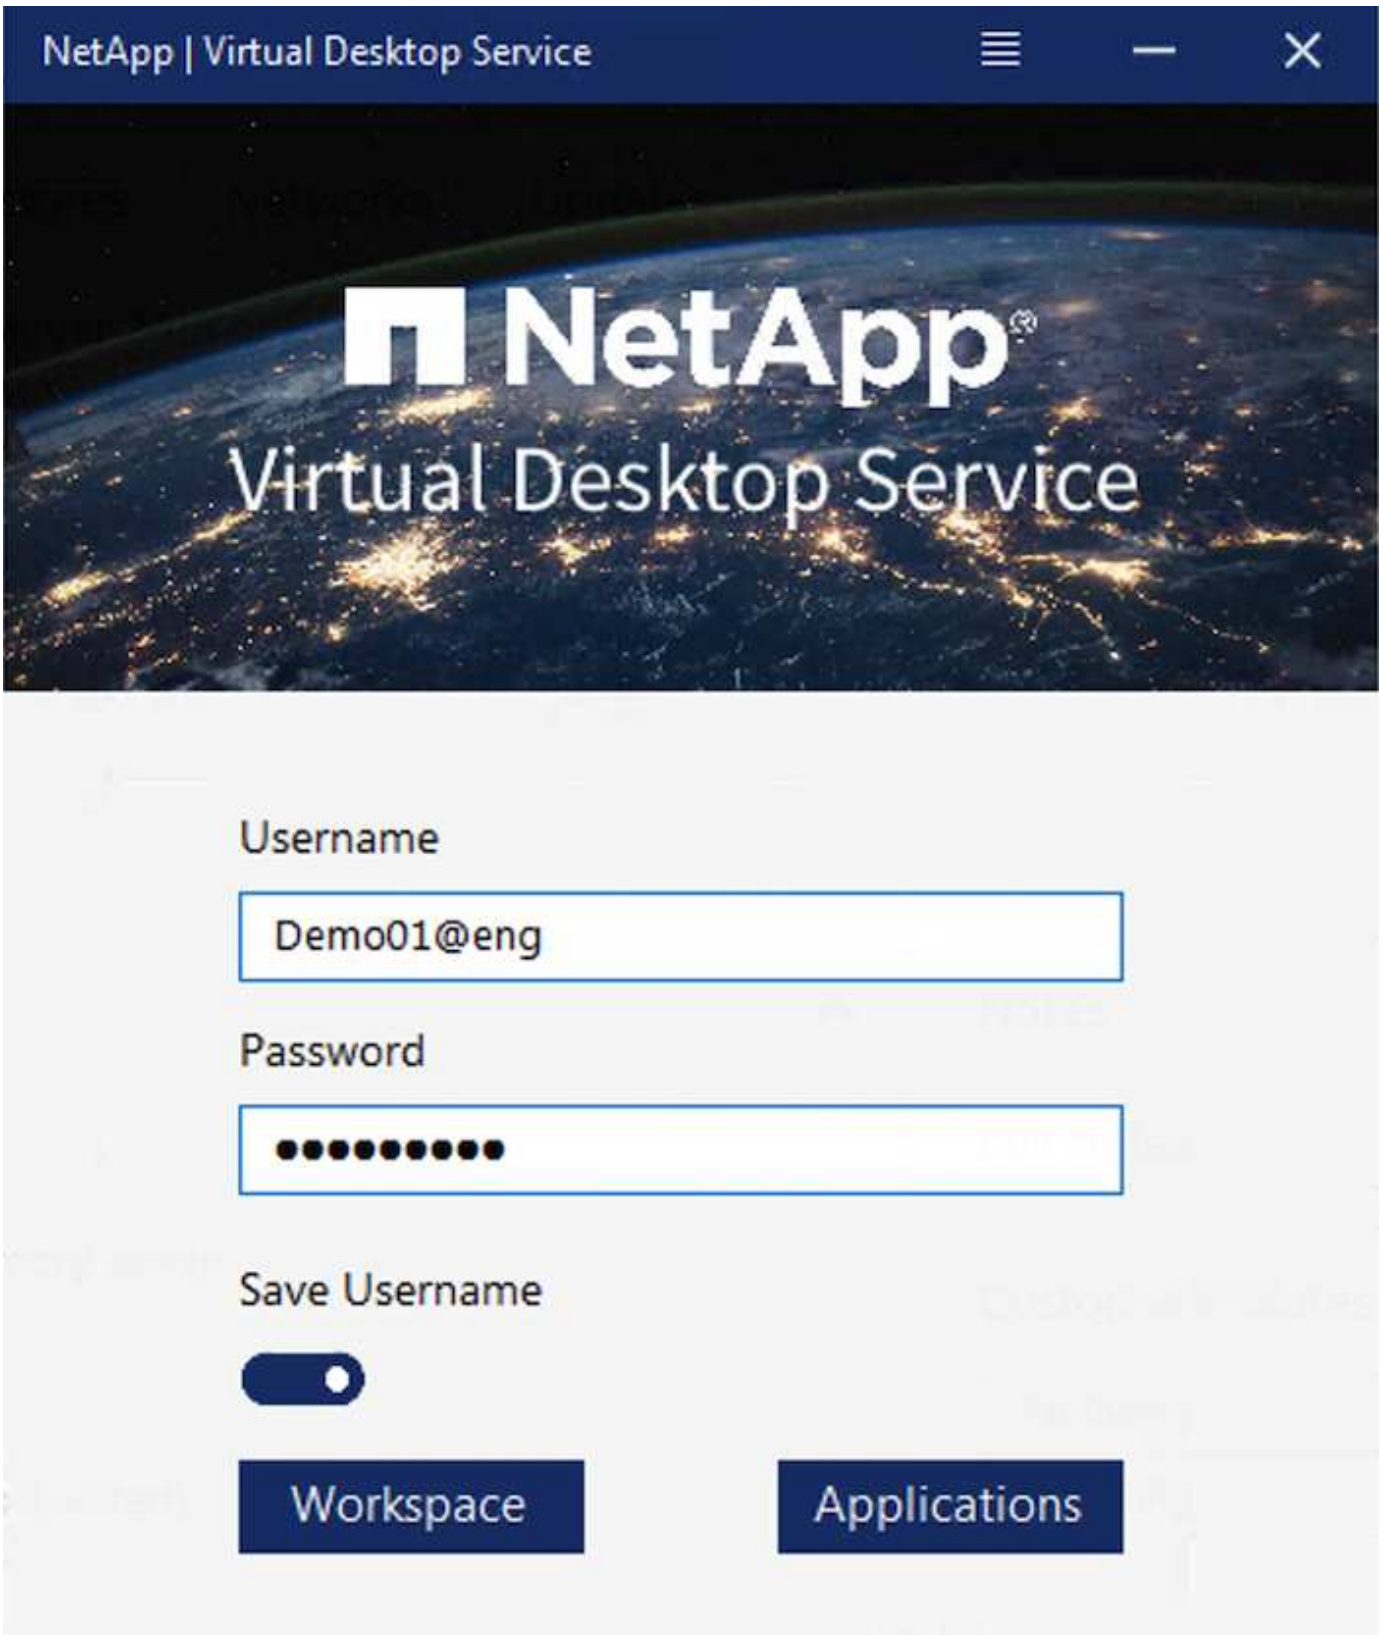 NetApp | Virtual Desktop Service
NetApp®
Virtual Desktop Service
Username
Demo01@eng
Password
•••••••••
Save Username
Workspace
Applications